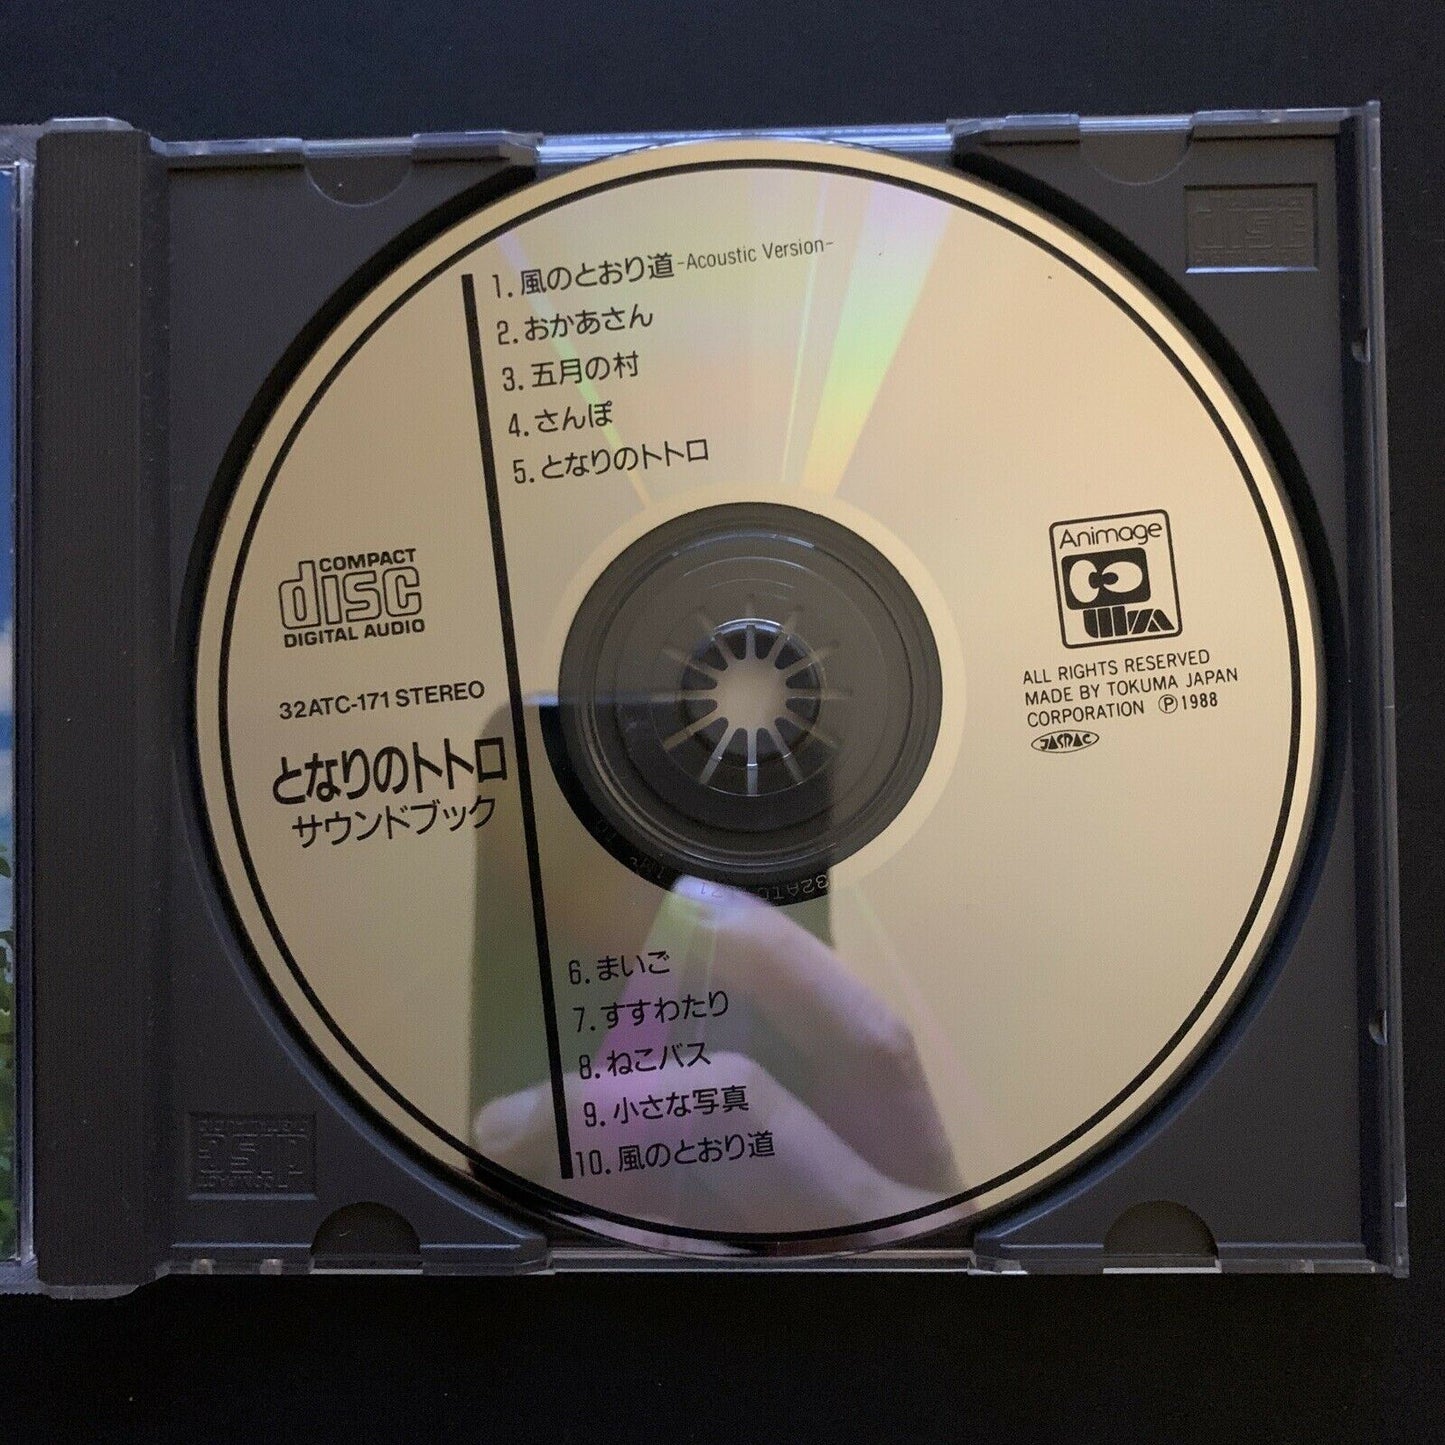 1. 風のとおり道 -Acoustic Version-
2. おかあさん
3. 五月の村
4. さんぽ
5. となりのトトロ
COMPACT
disc
DIGITAL AUDIO
32ATC-171 STEREO
となりのトトロ
サウンドブック
Animage
ALL RIGHTS RESERVED
MADE BY TOKUMA JAPAN
CORPORATION Ⓟ1988
JASRAC
6. まいご
7. すすわたり
8. ねこバス
9. 小さな写真
10. 風のとおり道